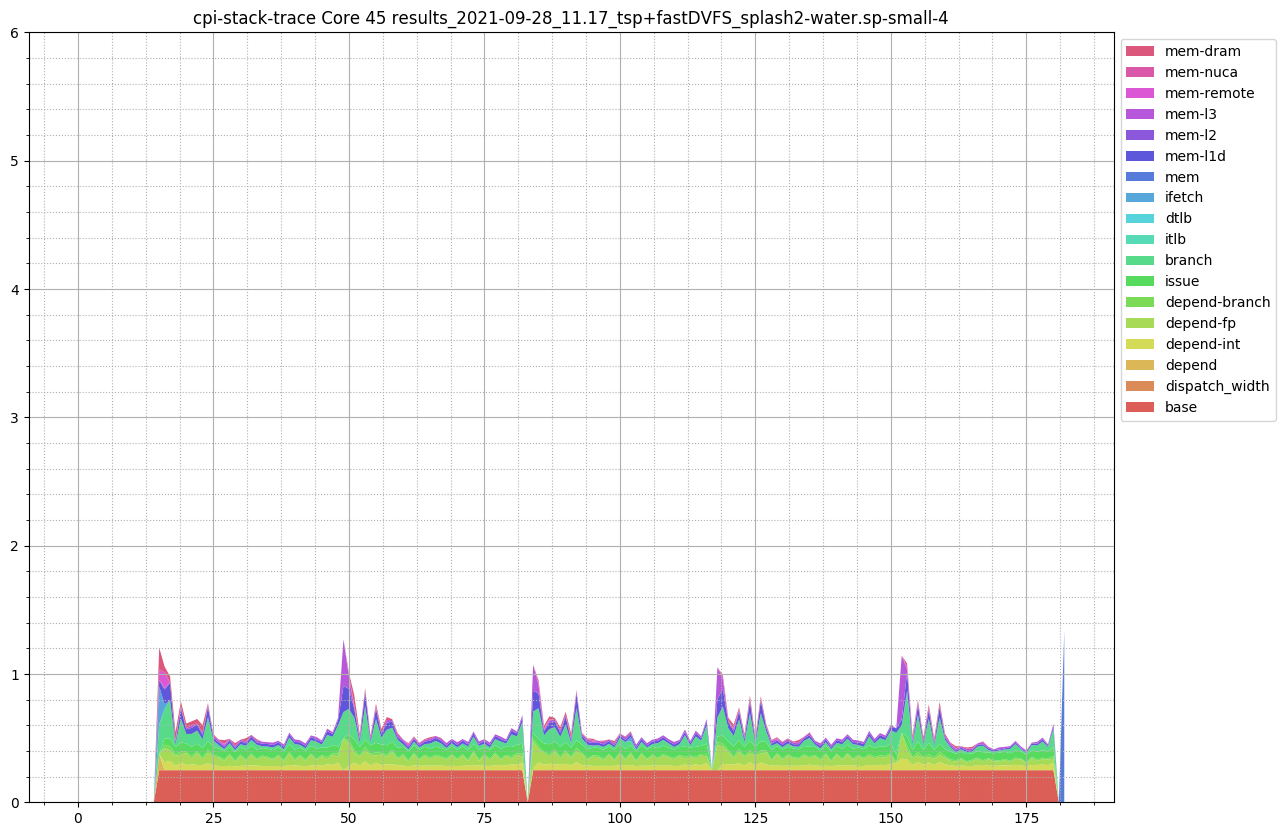 cpi-stack-trace Core 45 results_2021-09-28_11.17_tsp+fastDVFS_splash2-water.sp-small-4
6
5
4
3
2
1
0
0 25 50 75 100 125 150 175
mem-dram
mem-nuca
mem-remote
mem-l3
mem-l2
mem-l1d
mem
ifetch
dtlb
itlb
branch
issue
depend-branch
depend-fp
depend-int
depend
dispatch_width
base